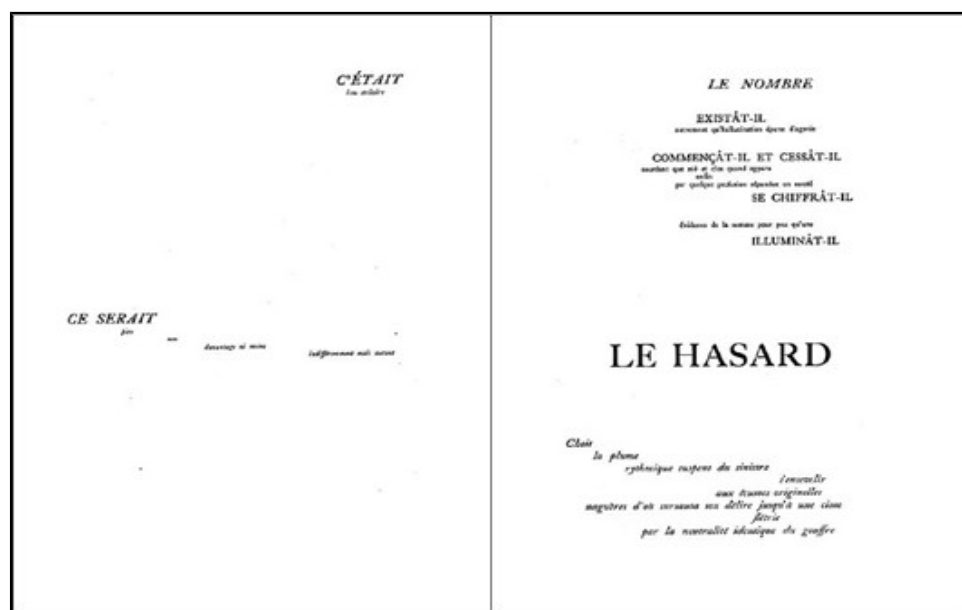 C'ÉTAIT
stellaire
CE SERAIT
pire
non
davantage ni moins
indifféremment mais autant
LE NOMBRE
EXISTÂT-IL
autrement qu'hallucination éparse d'agonie
COMMENÇÂT-IL ET CESSÂT-IL
sourdant que nié et clos quand apparu
enfin
par quelque profusion répandue en rareté
SE CHIFFRÂT-IL
évidence de la somme pour peu qu'une
ILLUMINÂT-IL
LE HASARD
Choit
la plume
rythmique suspens du sinistre
s'ensevelir
aux écumes originelles
naguères d'où sursauta son délire jusqu'à une cime
flétrie
par la neutralité identique du gouffre